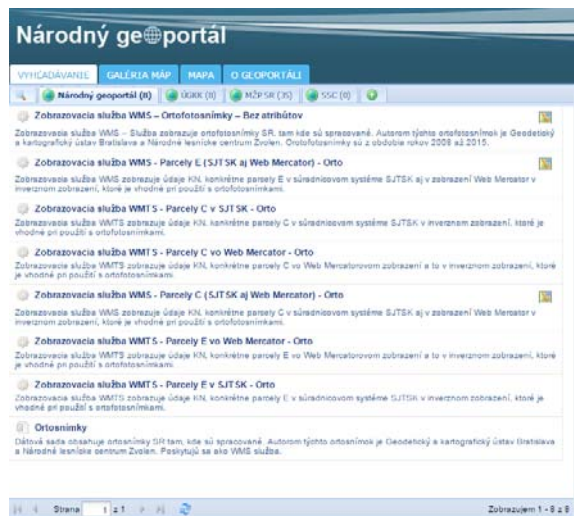 Národný geoportál
VYHĽADÁVANIE GALÉRIA MÁP MAPA O GEOPORTÁLI
Národný geoportál (8) ÚGKK (0) MŽP SR (35) SSC (0)
Zobrazovacia služba WMS – Ortofotosnímky – Bez atribútov
Zobrazovacia služba WMS – Služba zobrazuje ortofotosnímky SR, tam kde sú spracované. Autorom týchto ortofotosnímok je Geodetický
a kartografický ústav Bratislava a Národné lesnícke centrum Zvolen. Orotofotosnímky sú z obdobia rokov 2008 až 2015.
Zobrazovacia služba WMS - Parcely E (SJTSK aj Web Mercator) - Orto
Zobrazovacia služba WMS zobrazuje údaje KN, konkrétne parcely E v súradnicovom systéme SJTSK aj v zobrazení Web Mercator v
inverznom zobrazení, ktoré je vhodné pri použití s ortofotosnímkami.
Zobrazovacia služba WMTS - Parcely C v SJTSK - Orto
Zobrazovacia služba WMTS zobrazuje údaje KN, konkrétne parcely C v súradnicovom systéme SJTSK v inverznom zobrazení, ktoré je
vhodné pri použití s ortofotosnímkami.
Zobrazovacia služba WMTS - Parcely C vo Web Mercator - Orto
Zobrazovacia služba WMTS zobrazuje údaje KN, konkrétne parcely C vo Web Mercatorovom zobrazení a to v inverznom zobrazení, ktoré
je vhodné pri použití s ortofotosnímkami.
Zobrazovacia služba WMS - Parcely C (SJTSK aj Web Mercator) - Orto
Zobrazovacia služba WMS zobrazuje údaje KN, konkrétne parcely C v súradnicovom systéme SJTSK aj v zobrazení Web Mercator v
inverznom zobrazení, ktoré je vhodné pri použití s ortofotosnímkami.
Zobrazovacia služba WMTS - Parcely E vo Web Mercator - Orto
Zobrazovacia služba WMTS zobrazuje údaje KN, konkrétne parcely E vo Web Mercatorovom zobrazení a to v inverznom zobrazení, ktoré
je vhodné pri použití s ortofotosnímkami.
Zobrazovacia služba WMTS - Parcely E v SJTSK - Orto
Zobrazovacia služba WMTS zobrazuje údaje KN, konkrétne parcely E v súradnicovom systéme SJTSK v inverznom zobrazení, ktoré je
vhodné pri použití s ortofotosnímkami.
Ortosnímky
Dátová sada obsahuje ortosnímky SR tam, kde sú spracované. Autorom týchto ortosnímok je Geodetický a kartografický ústav Bratislava
a Národné lesnícke centrum Zvolen. Poskytujú sa ako WMS služba.
Strana 1 z 1 Zobrazujem 1 - 8 z 8